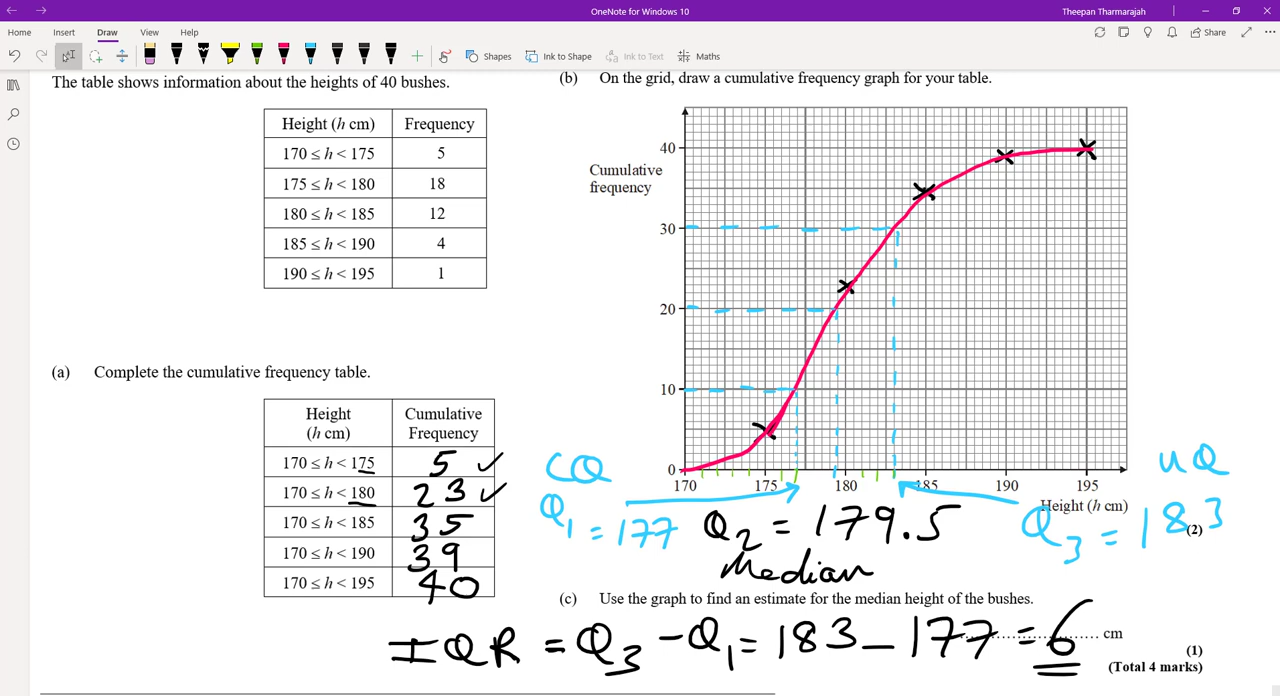 OneNote for Windows 10
Theepan Tharmarajah
Home Insert Draw View Help
Shapes Ink to Shape Ink to Text Maths
Share
The table shows information about the heights of 40 bushes.
Height (h cm) Frequency
170 ≤ h < 175 5
175 ≤ h < 180 18
180 ≤ h < 185 12
185 ≤ h < 190 4
190 ≤ h < 195 1
(a) Complete the cumulative frequency table.
Height (h cm) Cumulative Frequency
170 ≤ h < 175 5 ✓
170 ≤ h < 180 23 ✓
170 ≤ h < 185 35
170 ≤ h < 190 39
170 ≤ h < 195 40
(b) On the grid, draw a cumulative frequency graph for your table.
Cumulative
frequency
40
30
20
10
0
170 175 180 185 190 195
Height (h cm)
LQ
Q1 = 177
Q2 = 179.5
Median
UQ
Q3 = 183
(2)
(c) Use the graph to find an estimate for the median height of the bushes.
IQR = Q3 - Q1 = 183 - 177 = 6
cm
(1)
(Total 4 marks)